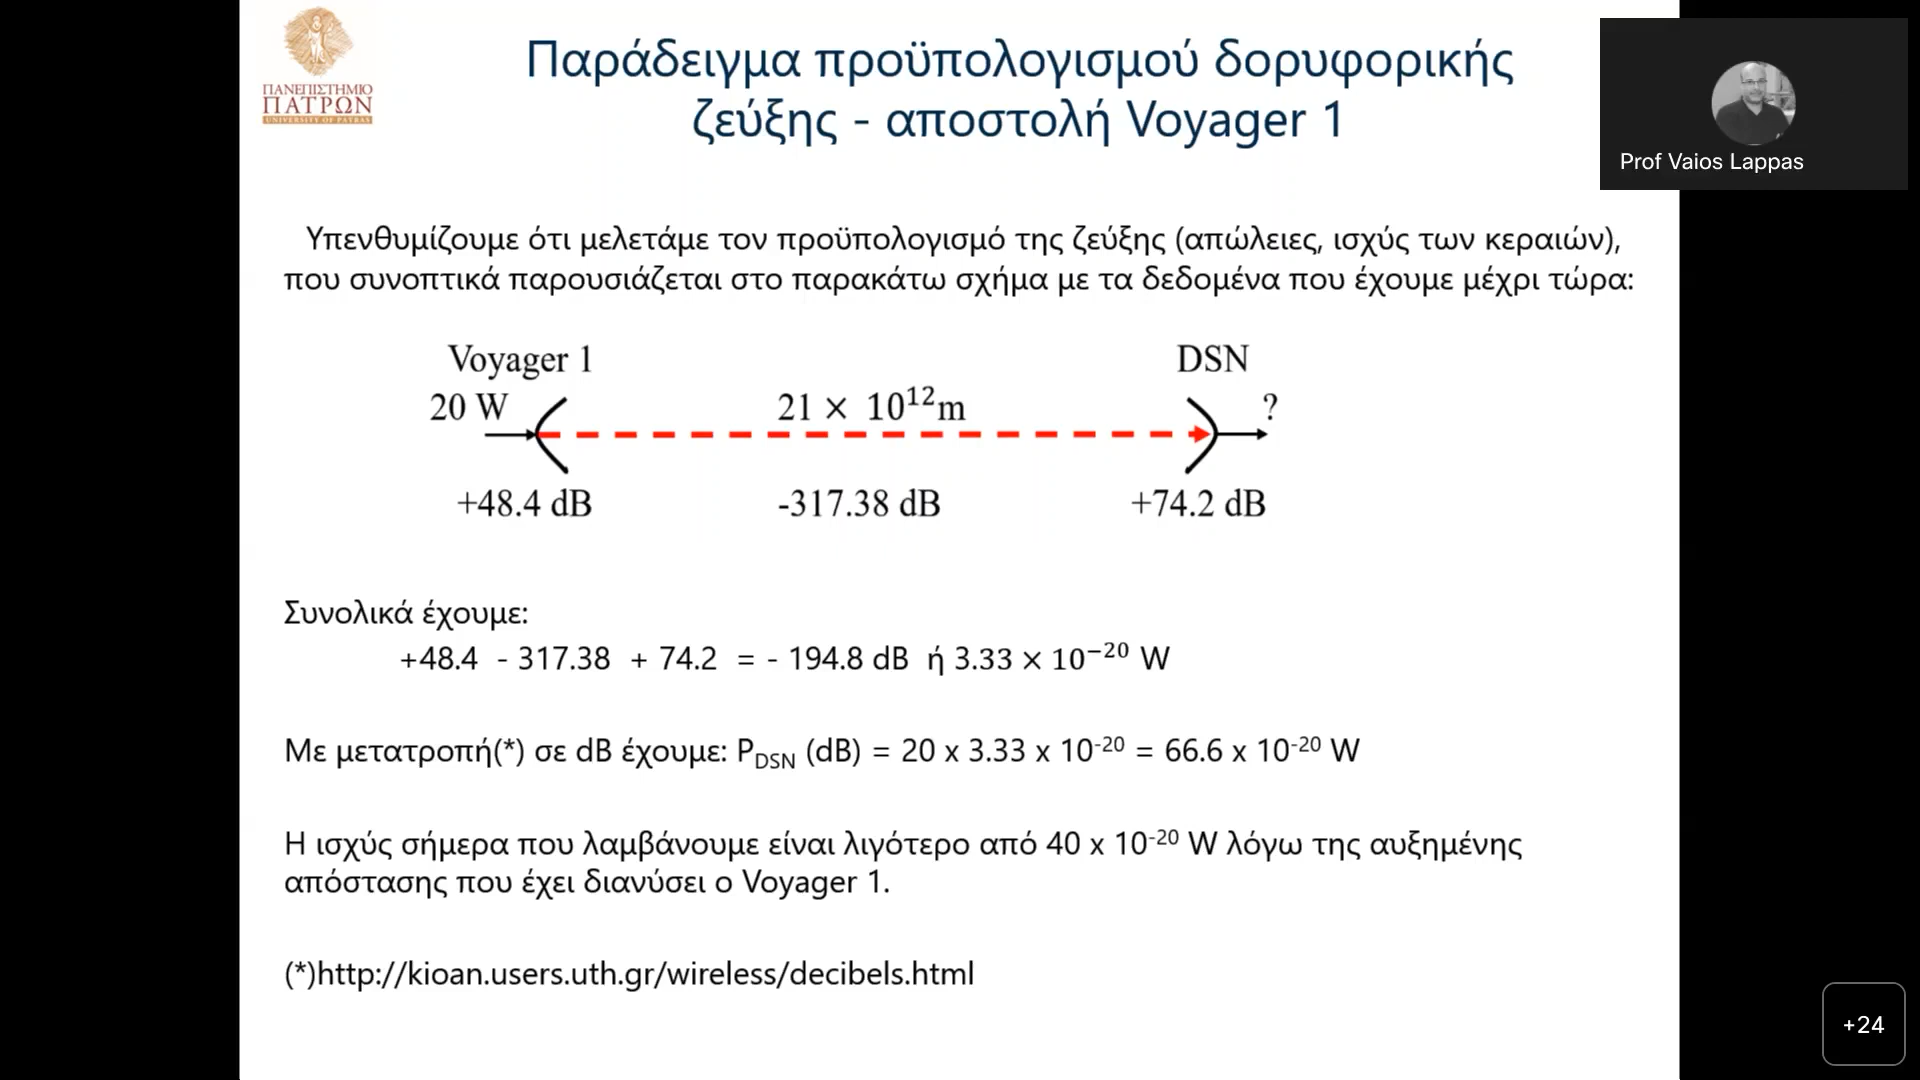 ΠΑΝΕΠΙΣΤΗΜΙΟ
ΠΑΤΡΩΝ
UNIVERSITY OF PATRAS
Παράδειγμα προϋπολογισμού δορυφορικής
ζεύξης - αποστολή Voyager 1
Prof Vaios Lappas
Υπενθυμίζουμε ότι μελετάμε τον προϋπολογισμό της ζεύξης (απώλειες, ισχύς των κεραιών),
που συνοπτικά παρουσιάζεται στο παρακάτω σχήμα με τα δεδομένα που έχουμε μέχρι τώρα:
Voyager 1 DSN
20 W 21 × 10¹²m ?
+48.4 dB -317.38 dB +74.2 dB
Συνολικά έχουμε:
+48.4 - 317.38 + 74.2 = - 194.8 dB ή 3.33 × 10⁻²⁰ W
Με μετατροπή(*) σε dB έχουμε: P_DSN (dB) = 20 x 3.33 x 10⁻²⁰ = 66.6 x 10⁻²⁰ W
Η ισχύς σήμερα που λαμβάνουμε είναι λιγότερο από 40 x 10⁻²⁰ W λόγω της αυξημένης
απόστασης που έχει διανύσει ο Voyager 1.
(*)http://kioan.users.uth.gr/wireless/decibels.html
+24